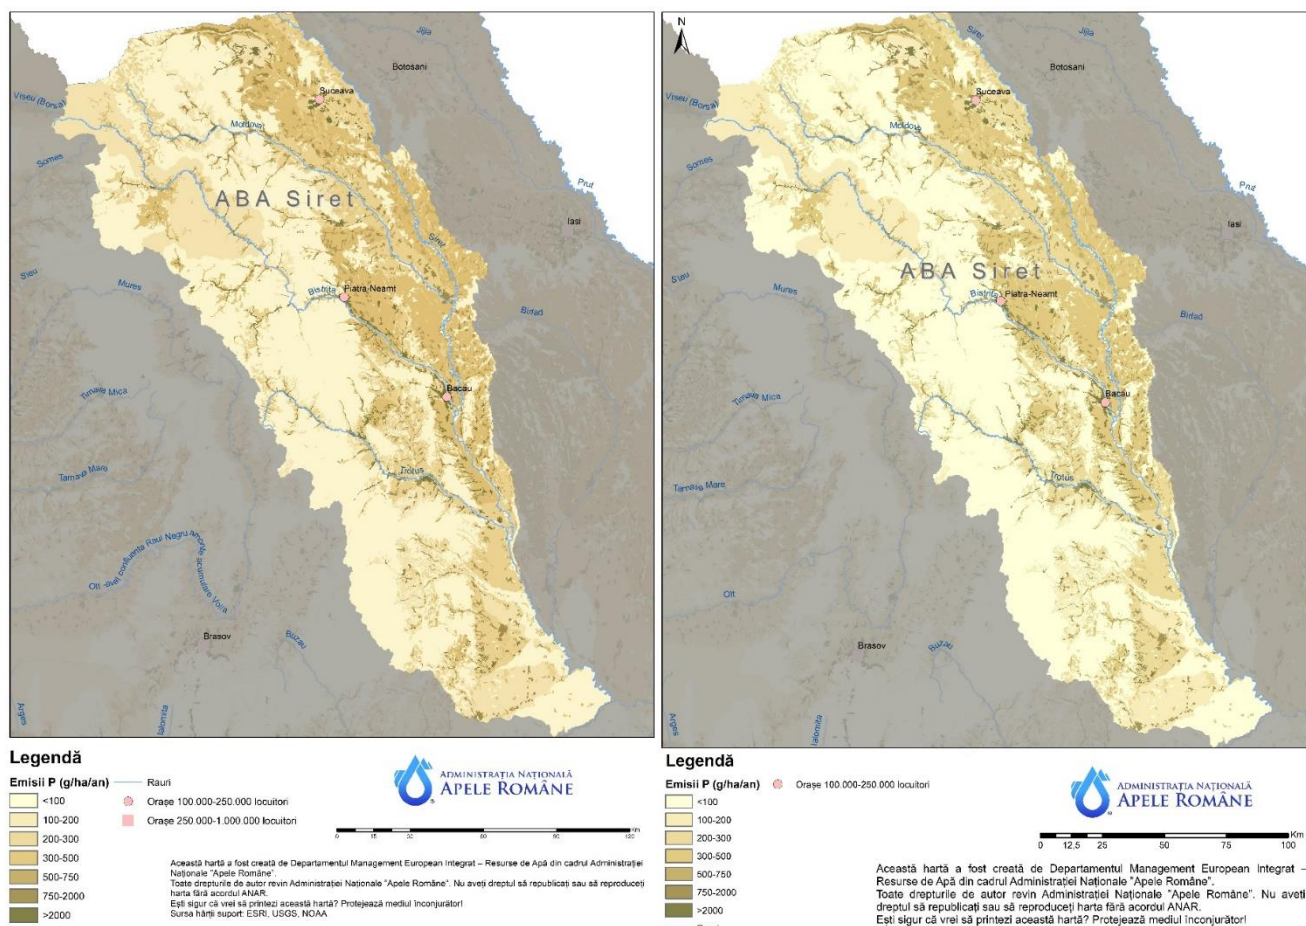 Jijia
Botosani
Suceava
Viseu (Borsa)
Moldova
Somes
Prut
ABA Siret
Iasi
Siret
Sieu
Mures
Bistrita
Piatra-Neamt
Birlad
Bacau
Tarnava Mica
Trotus
Tarnava Mare
Brasov
Buzau
Arges
Ialomita
Legendă
Emisii P (g/ha/an)
Rauri
<100
Orașe 100.000-250.000 locuitori
100-200
Orașe 250.000-1.000.000 locuitori
200-300
300-500
500-750
750-2000
>2000
ADMINISTRAȚIA NAȚIONALĂ
APELE ROMÂNE
Km
0 15 30 60 90 120
Această hartă a fost creată de Departamentul Management European Integrat – Resurse de Apă din cadrul Administrației
Naționale "Apele Române".
Toate drepturile de autor revin Administrației Naționale "Apele Române". Nu aveți dreptul să republicați sau să reproduceți
harta fără acordul ANAR.
Ești sigur că vrei să printezi această hartă? Protejează mediul înconjurător!
Sursa hărții suport: ESRI, USGS, NOAA
N
Siret
Jijia
Botosani
Suceava
Viseu (Borsa)
Moldova
Somes
Prut
Iasi
ABA Siret
Sieu
Mures
Bistrita
Piatra-Neamt
Birlad
Bacau
Tarnava Mica
Trotus
Tarnava Mare
Olt
Brasov
Buzau
Arges
Ialomita
Legendă
Emisii P (g/ha/an)
Orașe 100.000-250.000 locuitori
<100
100-200
200-300
300-500
500-750
750-2000
>2000
ADMINISTRAȚIA NAȚIONALĂ
APELE ROMÂNE
Km
0 12,5 25 50 75 100
Această hartă a fost creată de Departamentul Management European Integrat –
Resurse de Apă din cadrul Administrației Naționale "Apele Române".
Toate drepturile de autor revin Administrației Naționale "Apele Române". Nu aveți
dreptul să republicați sau să reproduceți harta fără acordul ANAR.
Ești sigur că vrei să printezi această hartă? Protejează mediul înconjurător!